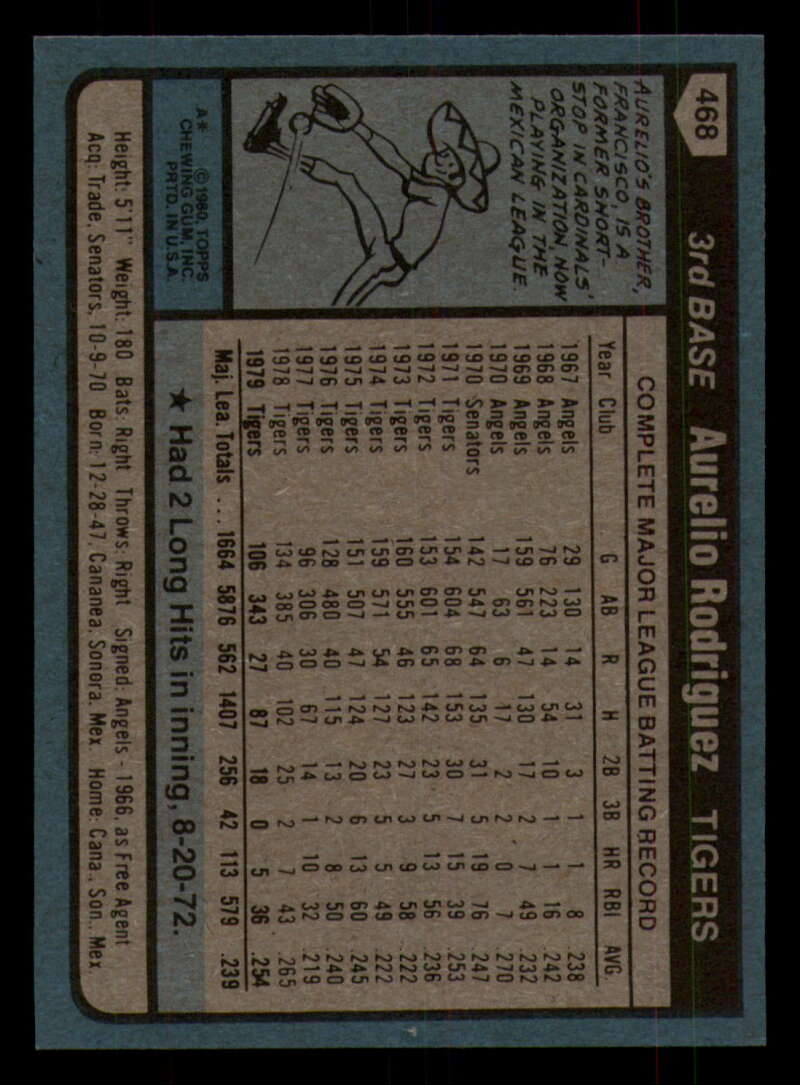 468
3rd BASE Aurelio Rodriguez TIGERS
AURELIO'S BROTHER,
FRANCISCO, IS A
FORMER SHORT-
STOP IN CARDINALS'
ORGANIZATION, NOW
PLAYING IN THE
MEXICAN LEAGUE.
A* ©1980 TOPPS
CHEWING GUM, INC.
PRTD. IN U.S.A.
COMPLETE MAJOR LEAGUE BATTING RECORD
Year Club G AB R H 2B 3B HR RBI AVG.
1967 Angels 29 130 14 31 3 1 1 8 .238
1968 Angels 76 223 14 54 10 1 1 16 .242
1969 Angels 159 561 47 130 17 2 7 49 .232
1970 Angels 17 63 6 17 2 2 0 7 .270
1970 Senators 142 547 64 135 31 5 19 76 .247
1971 Tigers 154 604 68 153 30 7 15 39 .253
1972 Tigers 153 601 65 142 23 5 13 56 .236
1973 Tigers 160 555 46 123 27 3 9 58 .222
1974 Tigers 159 571 54 127 23 5 5 49 .222
1975 Tigers 151 507 47 124 20 6 13 60 .245
1976 Tigers 128 480 40 115 13 2 8 50 .240
1977 Tigers 96 306 30 67 14 1 10 32 .219
1978 Tigers 134 385 40 102 25 2 7 43 .265
1979 Tigers 106 343 27 87 18 0 5 36 .254
Maj. Lea. Totals ... 1664 5876 562 1407 256 42 113 579 .239
★ Had 2 Long Hits in inning, 8-20-72.
Height: 5'11" Weight: 180 Bats: Right Throws: Right Signed: Angels - 1966, as Free Agent
Acq: Trade, Senators, 10-9-70 Born: 12-28-47, Cananea, Sonora, Mex Home: Cana., Son., Mex